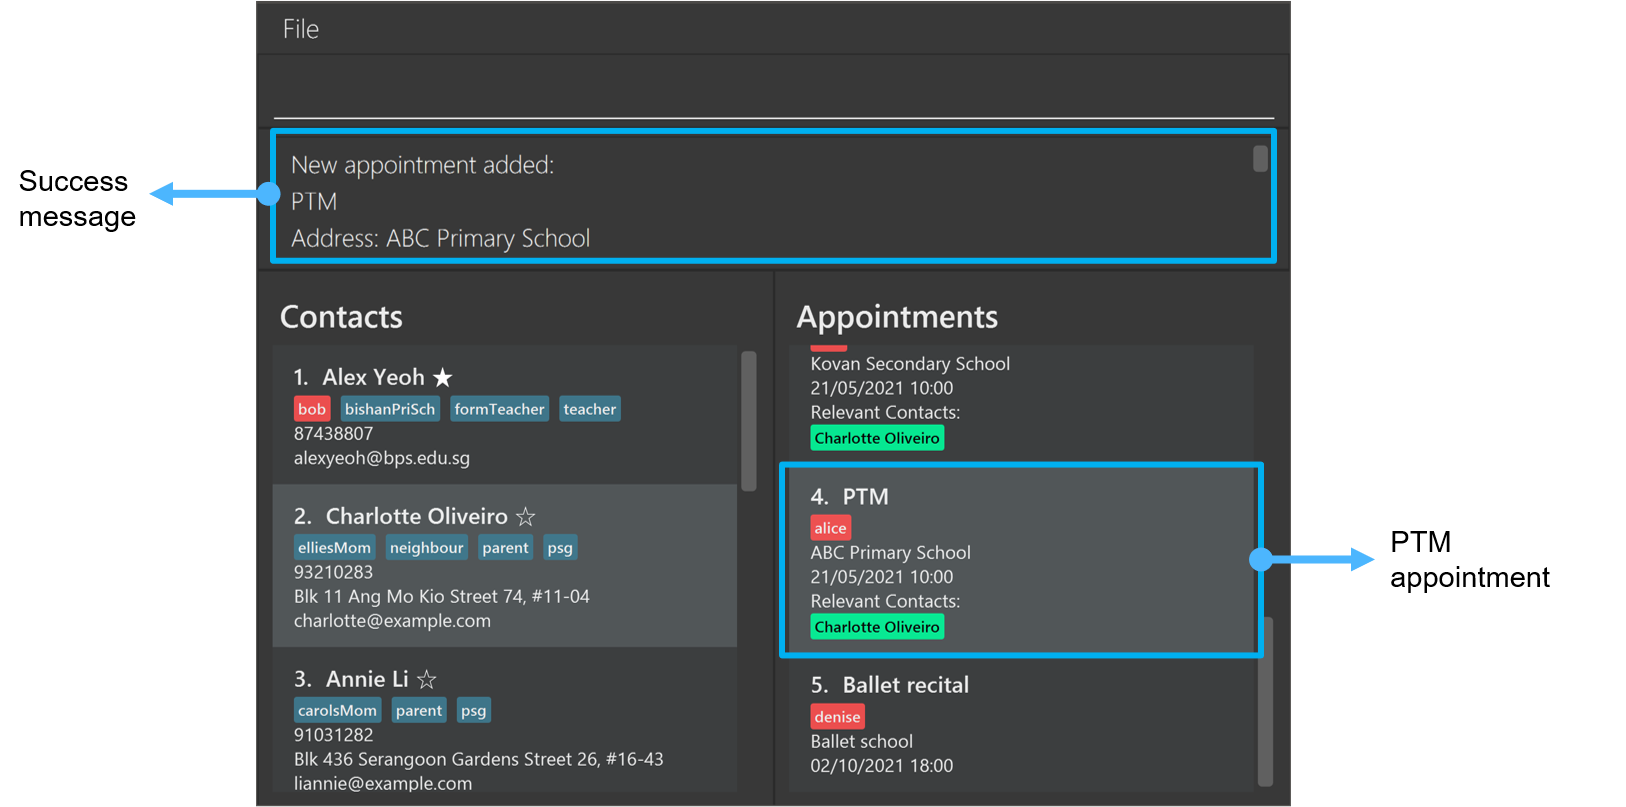 File
Success
message
New appointment added:
PTM
Address: ABC Primary School
Contacts
1. Alex Yeoh ★
bob bishanPriSch formTeacher teacher
87438807
alexyeoh@bps.edu.sg
2. Charlotte Oliveiro ☆
elliesMom neighbour parent psg
93210283
Blk 11 Ang Mo Kio Street 74, #11-04
charlotte@example.com
3. Annie Li ☆
carolsMom parent psg
91031282
Blk 436 Serangoon Gardens Street 26, #16-43
liannie@example.com
Appointments
Kovan Secondary School
21/05/2021 10:00
Relevant Contacts:
Charlotte Oliveiro
4. PTM
alice
ABC Primary School
21/05/2021 10:00
Relevant Contacts:
Charlotte Oliveiro
5. Ballet recital
denise
Ballet school
02/10/2021 18:00
PTM
appointment